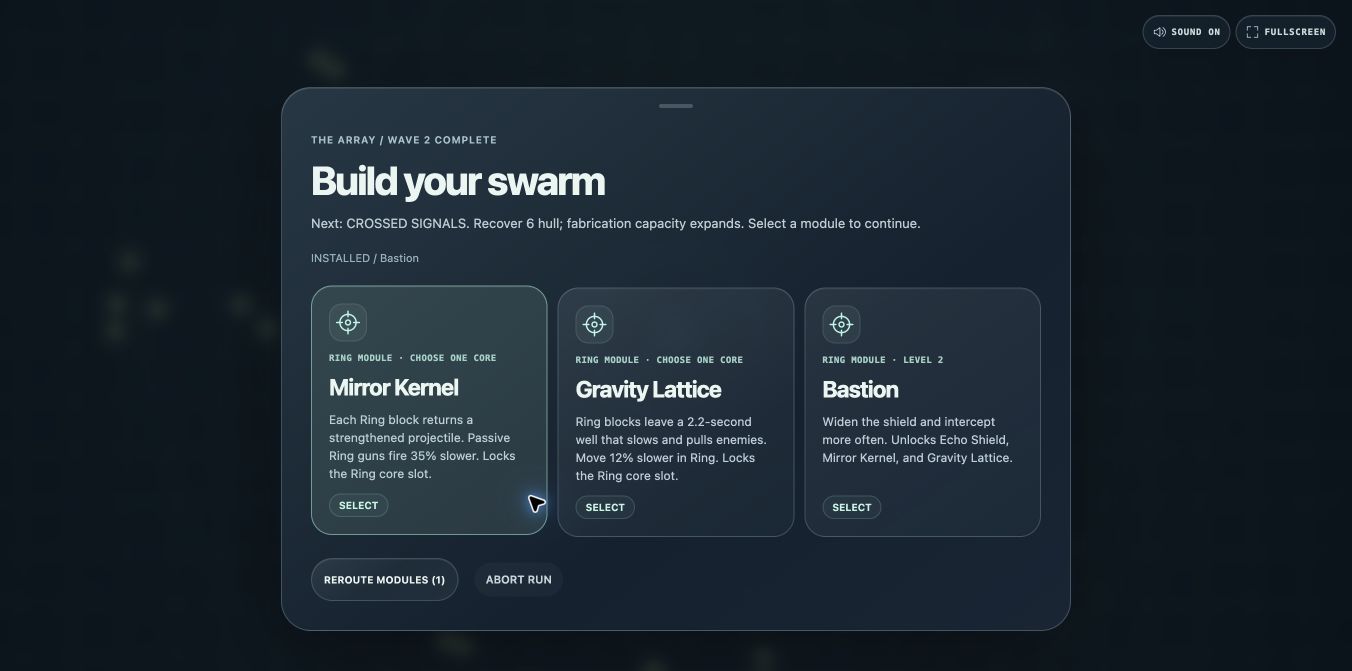 SOUND ON
FULLSCREEN
THE ARRAY / WAVE 2 COMPLETE
Build your swarm
Next: CROSSED SIGNALS. Recover 6 hull; fabrication capacity expands. Select a module to continue.
INSTALLED / Bastion
RING MODULE · CHOOSE ONE CORE
Mirror Kernel
Each Ring block returns a
strengthened projectile. Passive
Ring guns fire 35% slower. Locks
the Ring core slot.
SELECT
RING MODULE · CHOOSE ONE CORE
Gravity Lattice
Ring blocks leave a 2.2-second
well that slows and pulls enemies.
Move 12% slower in Ring. Locks
the Ring core slot.
SELECT
RING MODULE · LEVEL 2
Bastion
Widen the shield and intercept
more often. Unlocks Echo Shield,
Mirror Kernel, and Gravity Lattice.
SELECT
REROUTE MODULES (1)
ABORT RUN